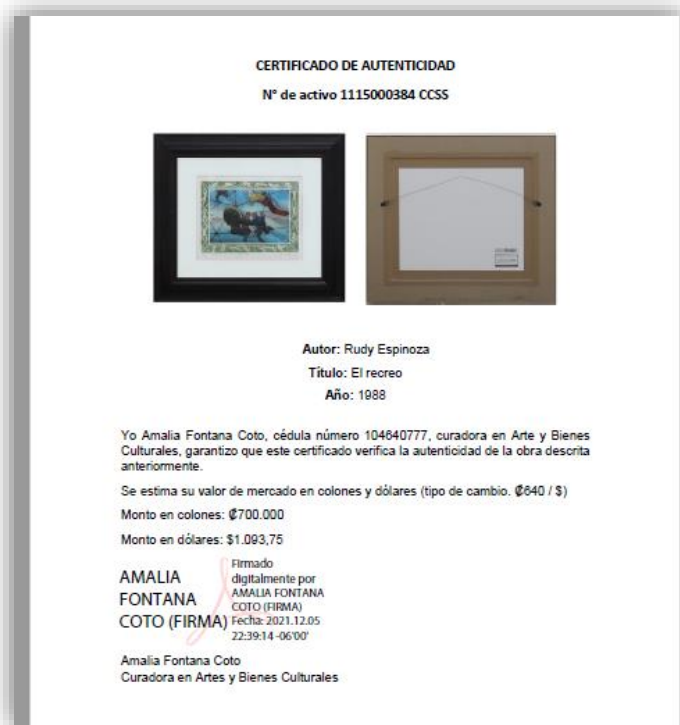 CERTIFICADO DE AUTENTICIDAD
N° de activo 1115000384 CCSS
Autor: Rudy Espinoza
Título: El recreo
Año: 1988
Yo Amalia Fontana Coto, cédula número 104640777, curadora en Arte y Bienes
Culturales, garantizo que este certificado verifica la autenticidad de la obra descrita
anteriormente.
Se estima su valor de mercado en colones y dólares (tipo de cambio. ₡640 / $)
Monto en colones: ₡700.000
Monto en dólares: $1.093,75
AMALIA
FONTANA
COTO (FIRMA)
Firmado
digitalmente por
AMALIA FONTANA
COTO (FIRMA)
Fecha: 2021.12.05
22:39:14 -06'00'
Amalia Fontana Coto
Curadora en Artes y Bienes Culturales